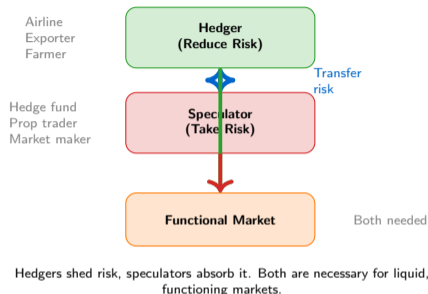 Airline
Exporter
Farmer
Hedger
(Reduce Risk)
Transfer
risk
Hedge fund
Prop trader
Market maker
Speculator
(Take Risk)
Functional Market
Both needed
Hedgers shed risk, speculators absorb it. Both are necessary for liquid,
functioning markets.